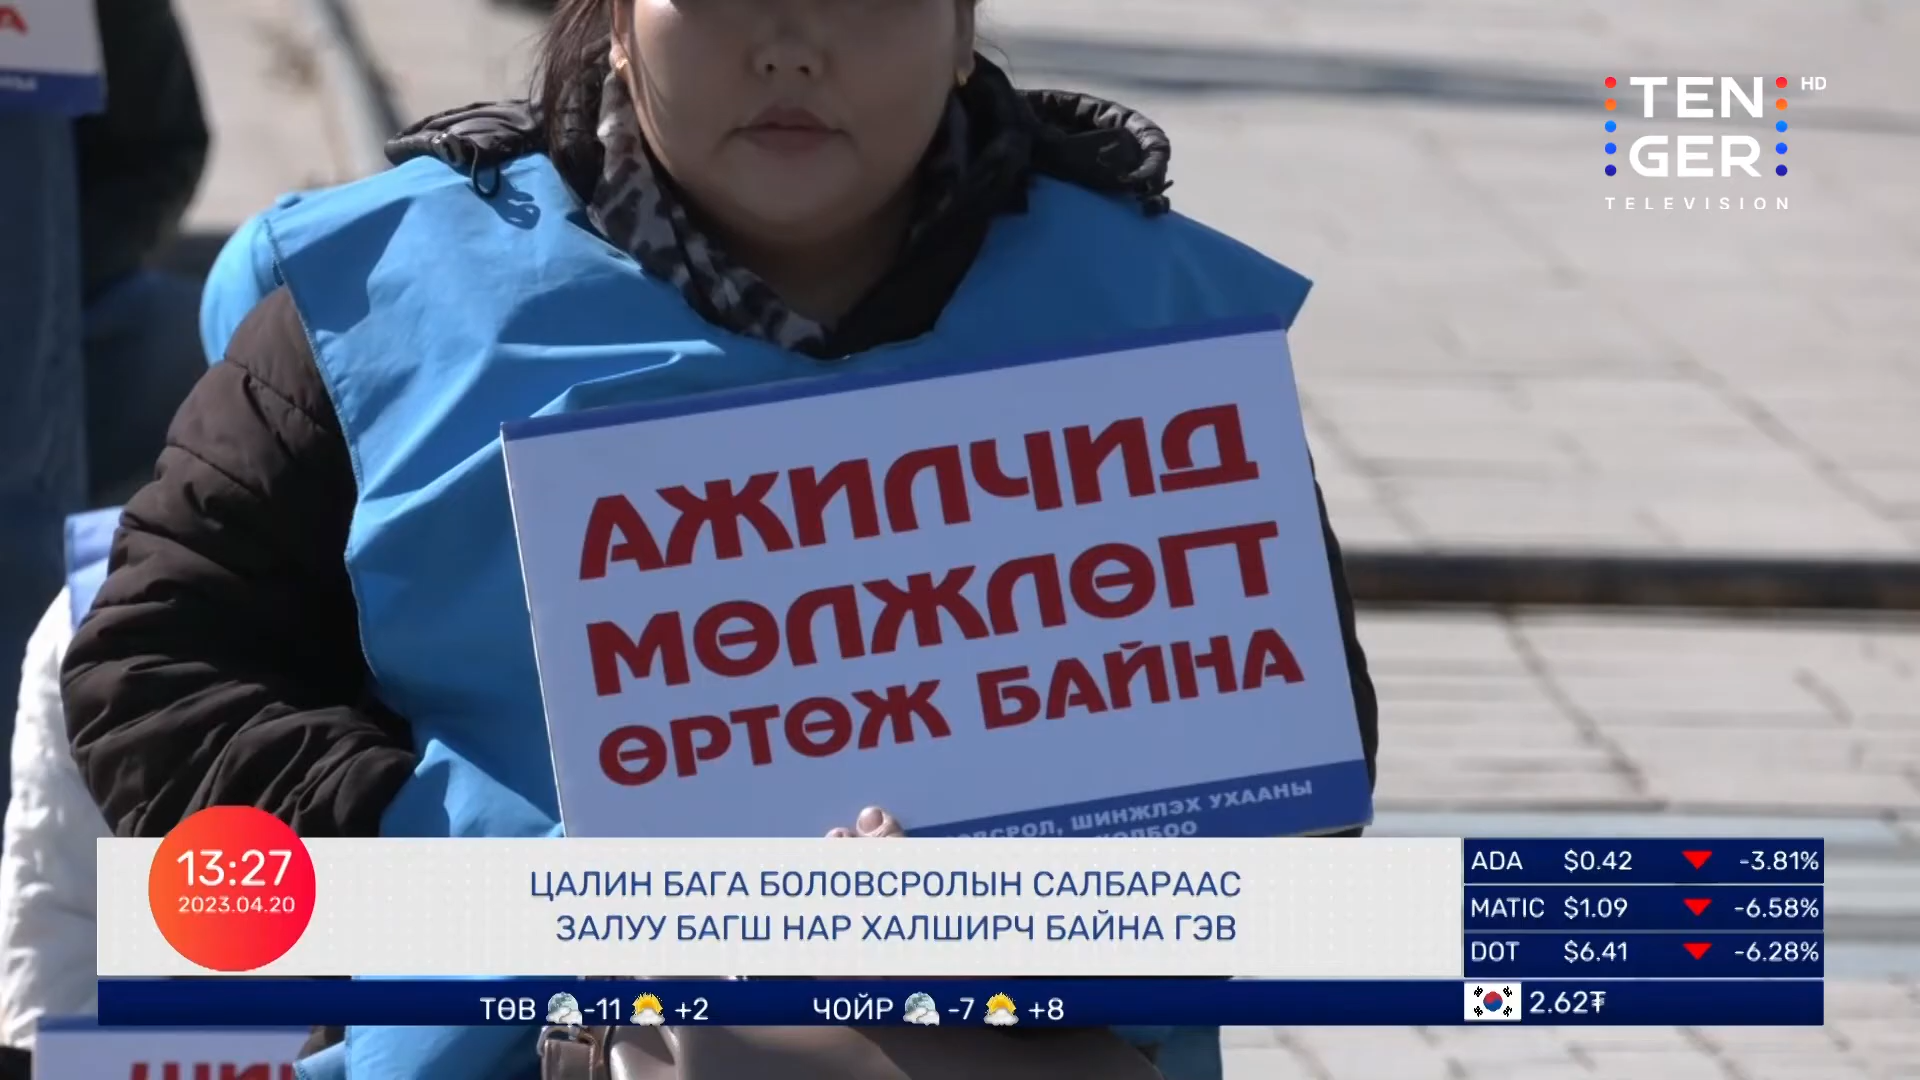 TEN
GER
HD
TELEVISION
АЖИЛЧИД
МӨЛЖЛӨГТ
ӨРТӨЖ БАЙНА
ШИНЖЛЭХ УХААНЫ
13:27
2023.04.20
ЦАЛИН БАГА БОЛОВСРОЛЫН САЛБАРААС
ЗАЛУУ БАГШ НАР ХАЛШИРЧ БАЙНА ГЭВ
ADA $0.42 -3.81%
MATIC $1.09 -6.58%
DOT $6.41 -6.28%
ТӨВ -11 +2 ЧОЙР -7 +8
2.62₮